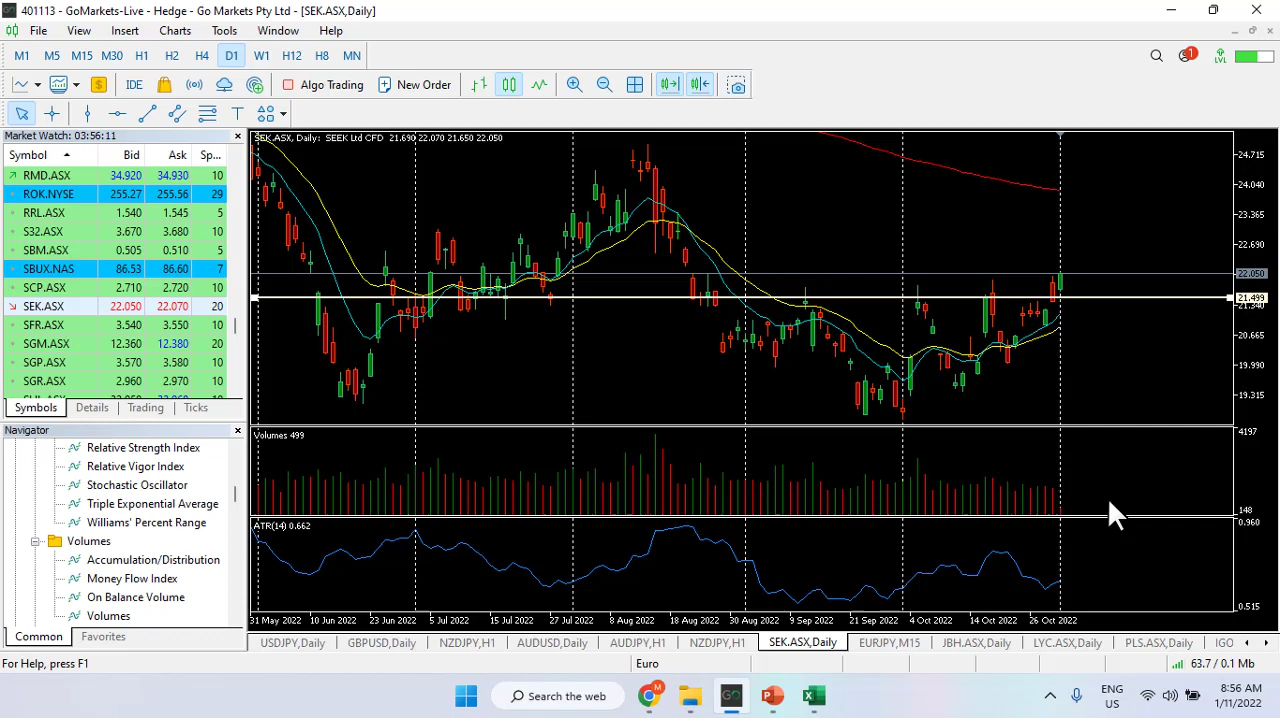 401113 - GoMarkets-Live - Hedge - Go Markets Pty Ltd - [SEK.ASX,Daily]
File View Insert Charts Tools Window Help
M1 M5 M15 M30 H1 H2 H4 D1 W1 H12 H8 MN
1 LVL
IDE Algo Trading New Order
Market Watch: 03:56:11
Symbol Bid Ask Sp...
RMD.ASX 34.920 34.930 10
ROK.NYSE 255.27 255.56 29
RRL.ASX 1.540 1.545 5
S32.ASX 3.670 3.680 10
SBM.ASX 0.505 0.510 5
SBUX.NAS 86.53 86.60 7
SCP.ASX 2.710 2.720 10
SEK.ASX 22.050 22.070 20
SFR.ASX 3.540 3.550 10
SGM.ASX 12.360 12.380 20
SGP.ASX 3.570 3.580 10
SGR.ASX 2.960 2.970 10
Symbols Details Trading Ticks
Navigator
Relative Strength Index
Relative Vigor Index
Stochastic Oscillator
Triple Exponential Average
Williams' Percent Range
Volumes
Accumulation/Distribution
Money Flow Index
On Balance Volume
Volumes
Common Favorites
SEK.ASX, Daily: SEEK Ltd CFD 21.690 22.070 21.650 22.050
24.715
24.040
23.365
22.690
22.050
21.499
21.340
20.665
19.990
19.315
Volumes 499
4197
148
ATR(14) 0.662
0.960
0.515
31 May 2022 10 Jun 2022 23 Jun 2022 5 Jul 2022 15 Jul 2022 27 Jul 2022 8 Aug 2022 18 Aug 2022 30 Aug 2022 9 Sep 2022 21 Sep 2022 4 Oct 2022 14 Oct 2022 26 Oct 2022
USDJPY,Daily GBPUSD,Daily NZDJPY,H1 AUDUSD,Daily AUDJPY,H1 NZDJPY,H1 SEK.ASX,Daily EURJPY,M15 JBH.ASX,Daily LYC.ASX,Daily PLS.ASX,Daily IGO
For Help, press F1 Euro 63.7 / 0.1 Mb
Search the web
M GO
ENG
US
8:56 AM
1/11/2022